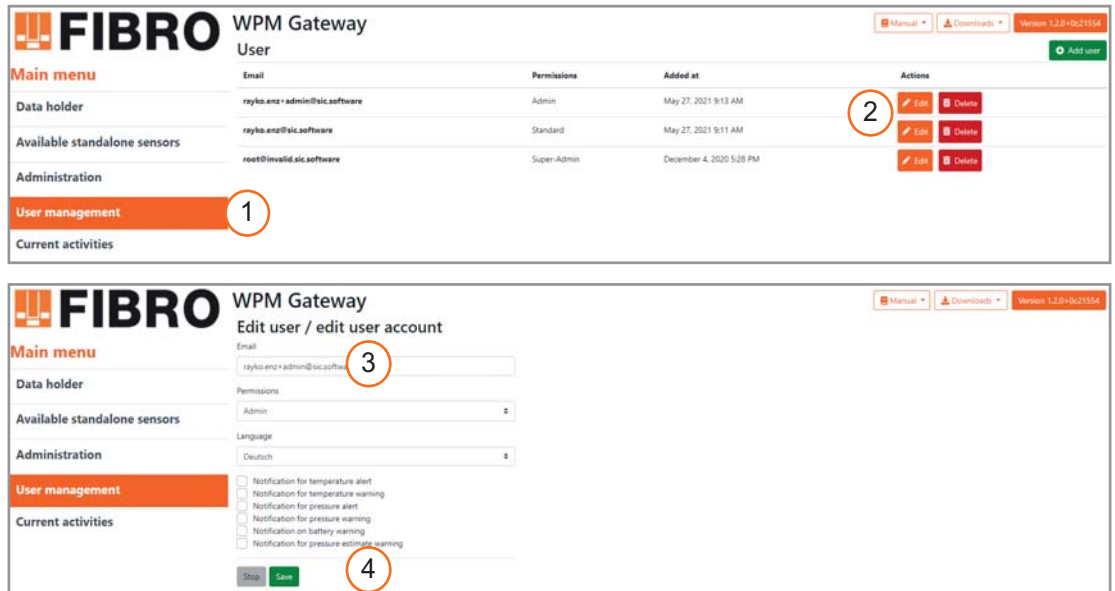 FIBRO
WPM Gateway
Manual
Downloads
Version 1.2.0+0c21554
User
Add user
Main menu
Email Permissions Added at Actions
Data holder
rayko.enz+admin@sic.software Admin May 27, 2021 9:13 AM Edit Delete
2
rayko.enz@sic.software Standard May 27, 2021 9:11 AM Edit Delete
Available standalone sensors
root@invalid.sic.software Super-Admin December 4, 2020 5:28 PM Edit Delete
Administration
User management
1
Current activities
FIBRO
WPM Gateway
Manual
Downloads
Version 1.2.0+0c21554
Edit user / edit user account
Main menu
Email
rayko.enz+admin@sic.softwa
3
Data holder
Permissions
Admin
Available standalone sensors
Language
Administration
Deutsch
User management
Notification for temperature alert
Notification for temperature warning
Notification for pressure alert
Notification for pressure warning
Notification on battery warning
Notification for pressure estimate warning
Current activities
Stop Save
4